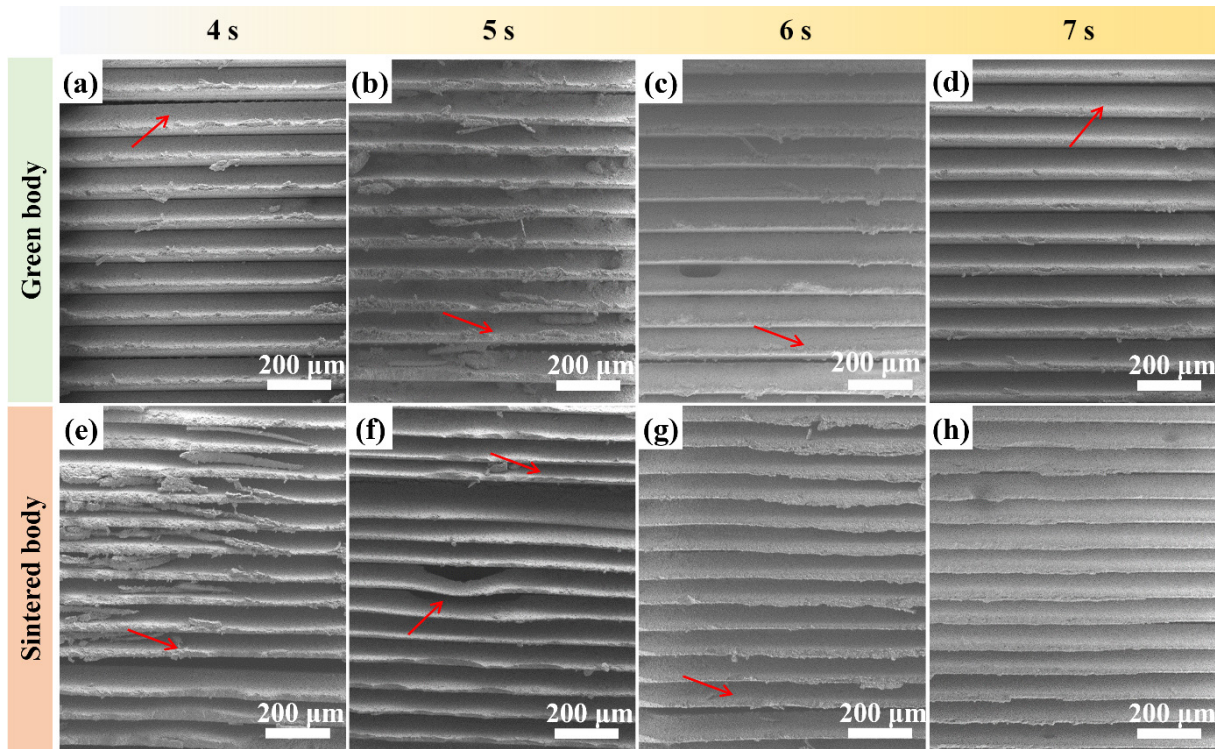 4 s 5 s 6 s 7 s
Green body
(a) (b) (c) (d)
200 µm 200 µm 200 µm 200 µm
Sintered body
(e) (f) (g) (h)
200 µm 200 µm 200 µm 200 µm